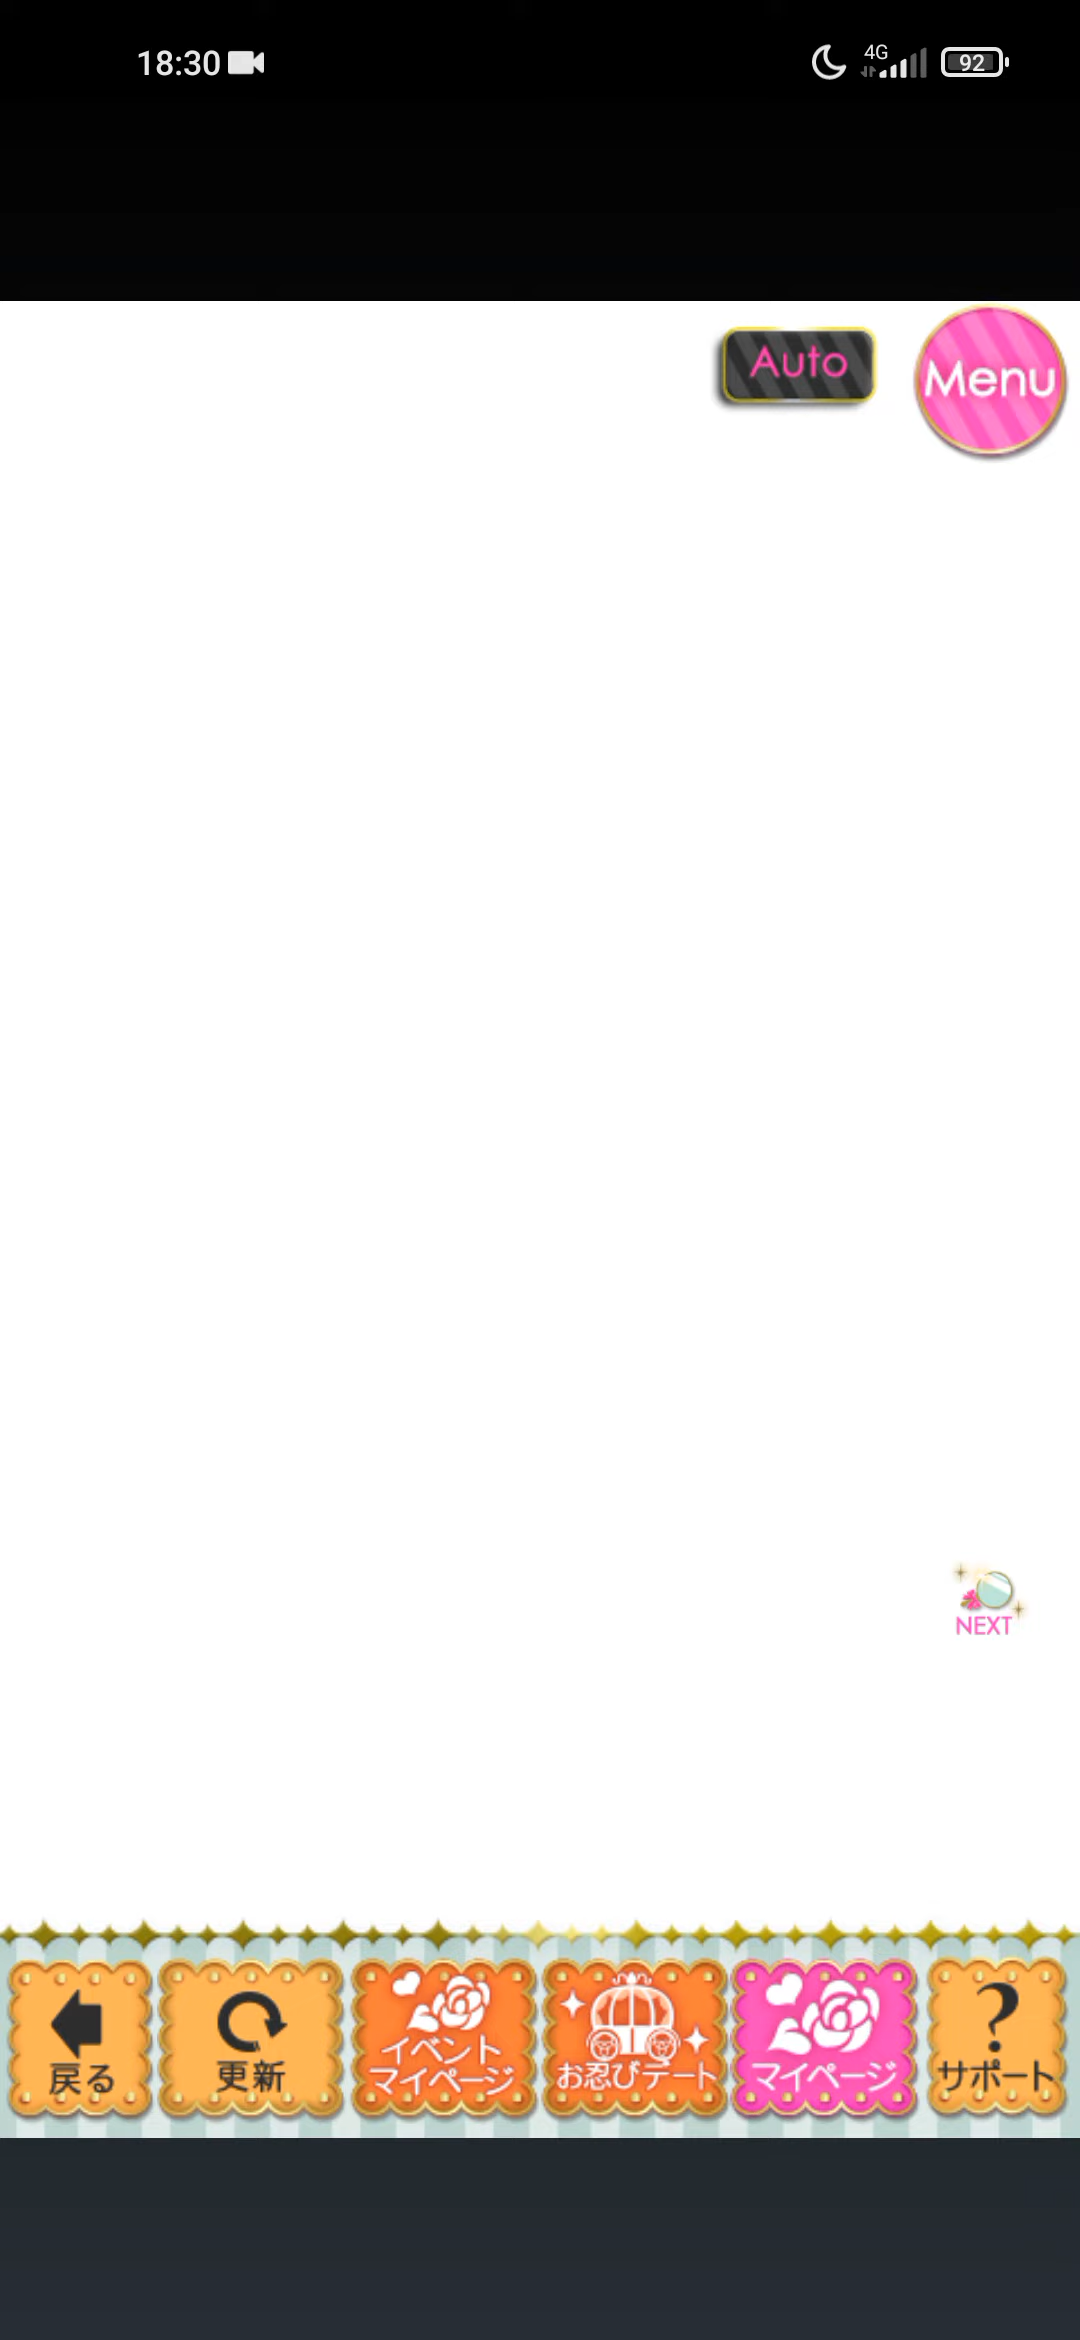 18:30
4G
92
Auto
Menu
NEXT
戻る
更新
イベント
マイページ
お忍びデート
マイページ
?
サポート